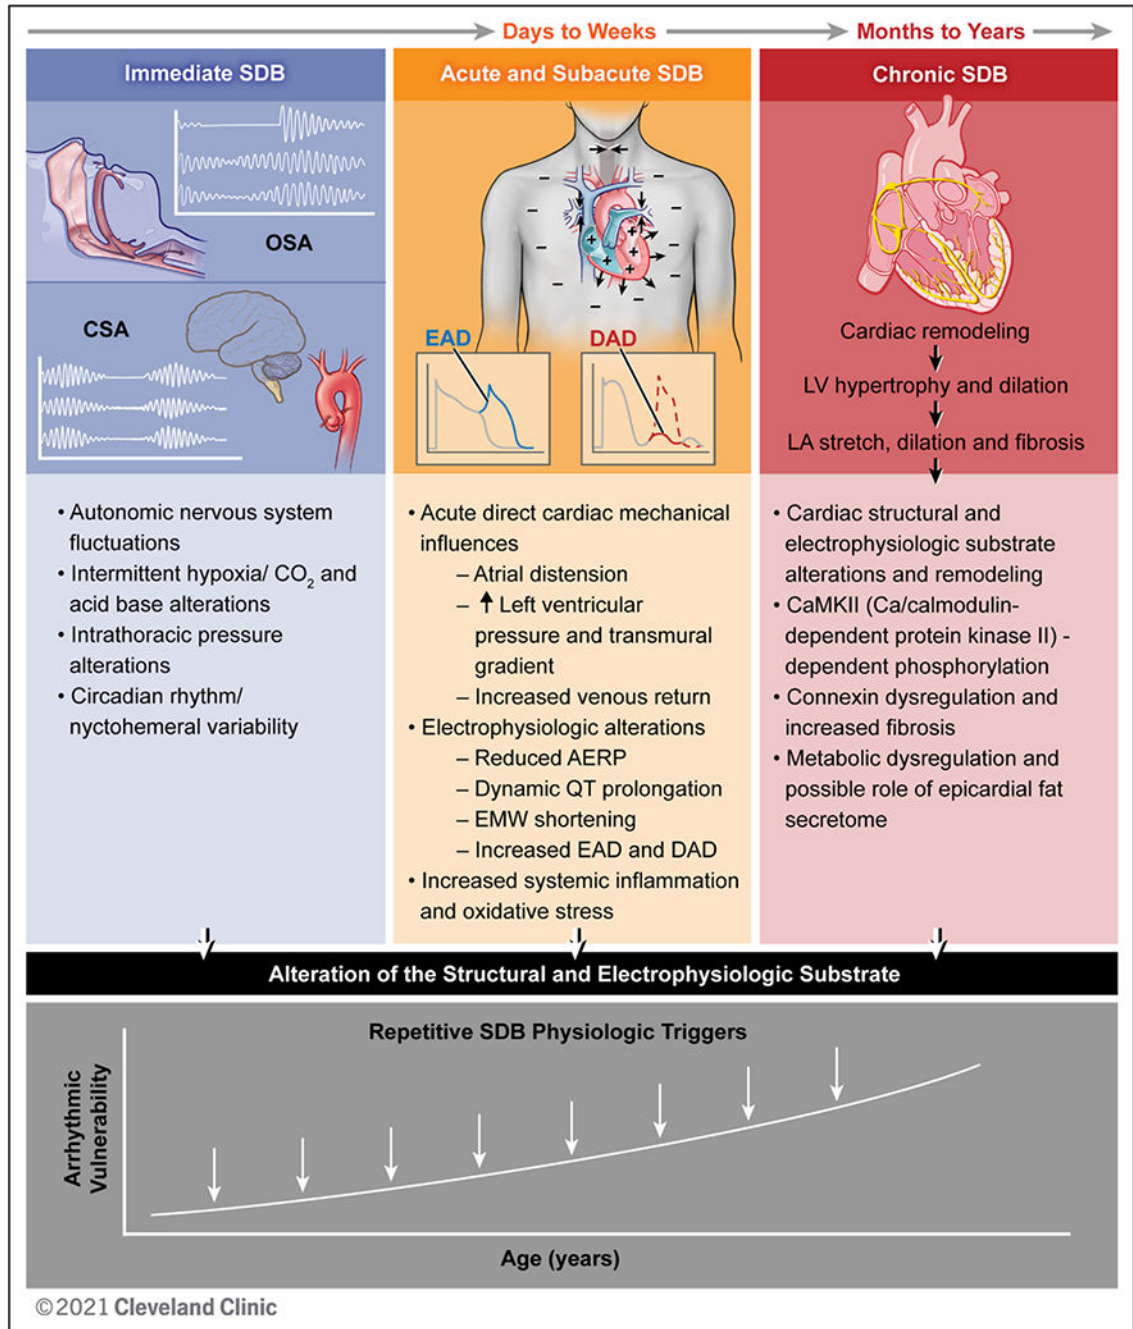 Days to Weeks
Months to Years
Immediate SDB
OSA
CSA
• Autonomic nervous system
fluctuations
• Intermittent hypoxia/ CO₂ and
acid base alterations
• Intrathoracic pressure
alterations
• Circadian rhythm/
nyctohemeral variability
Acute and Subacute SDB
EAD
DAD
• Acute direct cardiac mechanical
influences
– Atrial distension
– ↑ Left ventricular
pressure and transmural
gradient
– Increased venous return
• Electrophysiologic alterations
– Reduced AERP
– Dynamic QT prolongation
– EMW shortening
– Increased EAD and DAD
• Increased systemic inflammation
and oxidative stress
Chronic SDB
Cardiac remodeling
LV hypertrophy and dilation
LA stretch, dilation and fibrosis
• Cardiac structural and
electrophysiologic substrate
alterations and remodeling
• CaMKII (Ca/calmodulin-
dependent protein kinase II) -
dependent phosphorylation
• Connexin dysregulation and
increased fibrosis
• Metabolic dysregulation and
possible role of epicardial fat
secretome
Alteration of the Structural and Electrophysiologic Substrate
Repetitive SDB Physiologic Triggers
Arrhythmic
Vulnerability
Age (years)
©2021 Cleveland Clinic